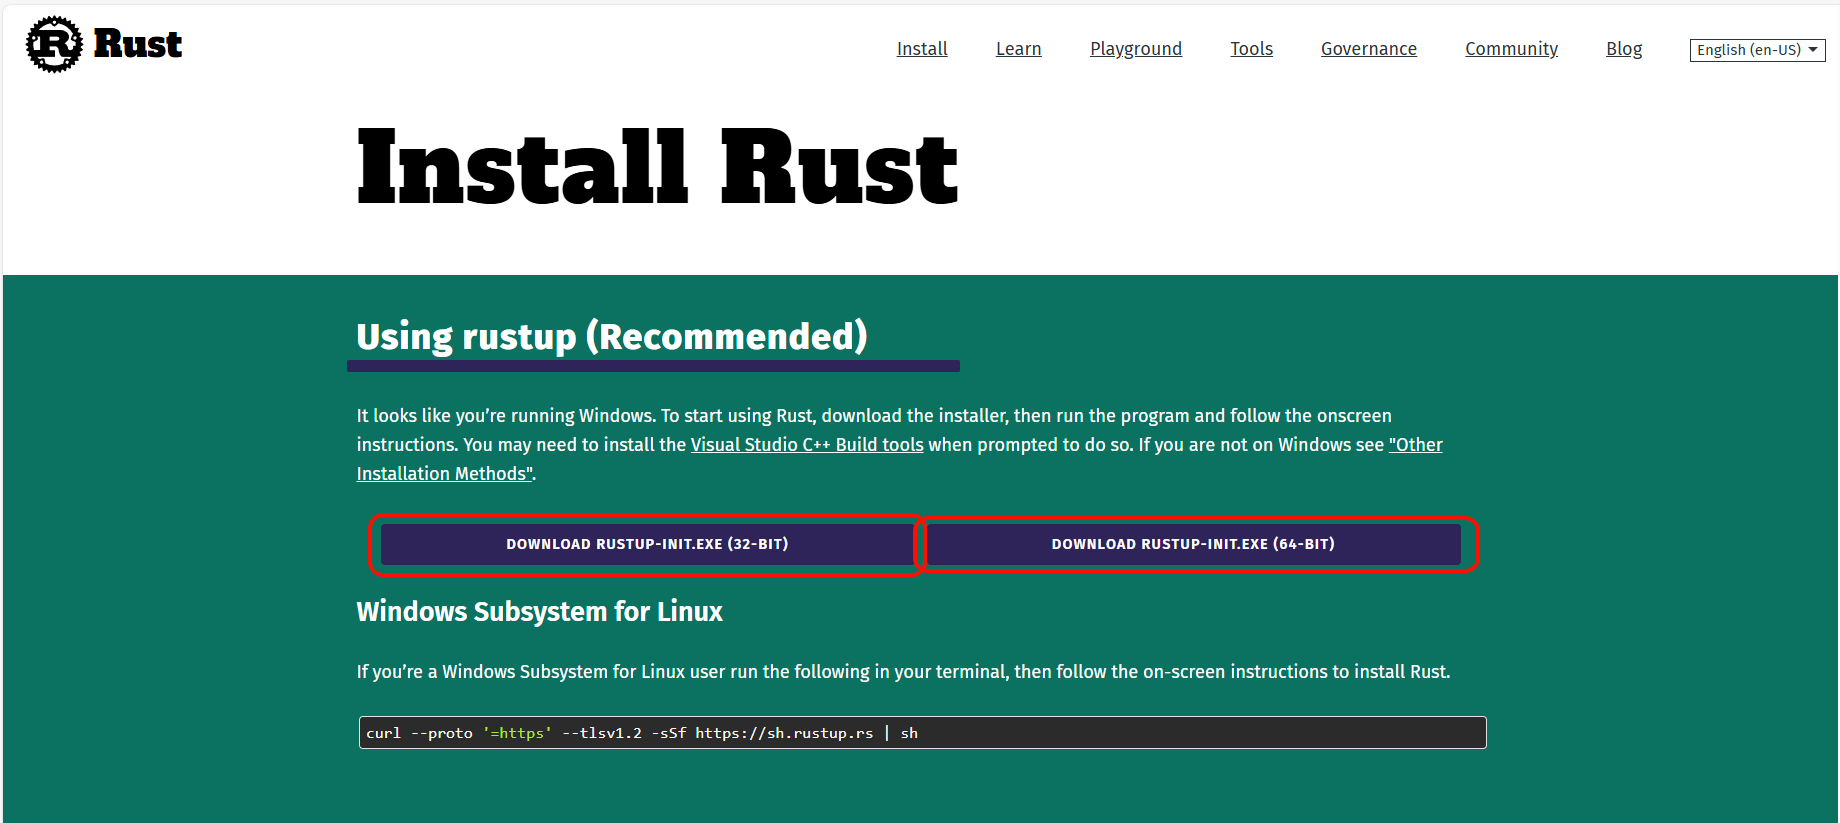 Rust
Install Learn Playground Tools Governance Community Blog English (en-US)
Install Rust
Using rustup (Recommended)
It looks like you’re running Windows. To start using Rust, download the installer, then run the program and follow the onscreen
instructions. You may need to install the Visual Studio C++ Build tools when prompted to do so. If you are not on Windows see "Other
Installation Methods".
DOWNLOAD RUSTUP-INIT.EXE (32-BIT) DOWNLOAD RUSTUP-INIT.EXE (64-BIT)
Windows Subsystem for Linux
If you’re a Windows Subsystem for Linux user run the following in your terminal, then follow the on-screen instructions to install Rust.
curl --proto '=https' --tlsv1.2 -sSf https://sh.rustup.rs | sh